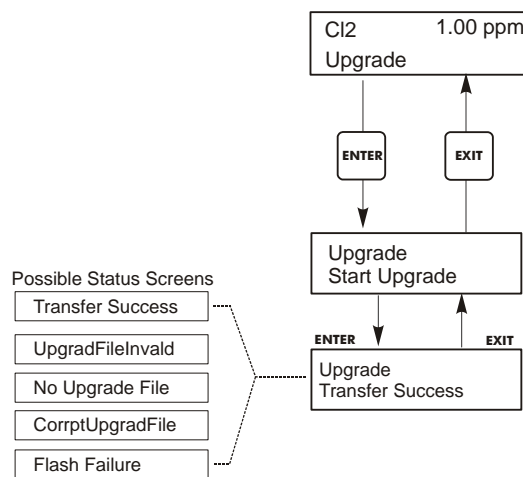 Cl2 1.00 ppm
Upgrade
ENTER EXIT
Upgrade
Start Upgrade
ENTER EXIT
Upgrade
Transfer Success
Possible Status Screens
Transfer Success
UpgradFileInvald
No Upgrade File
CorrptUpgradFile
Flash Failure